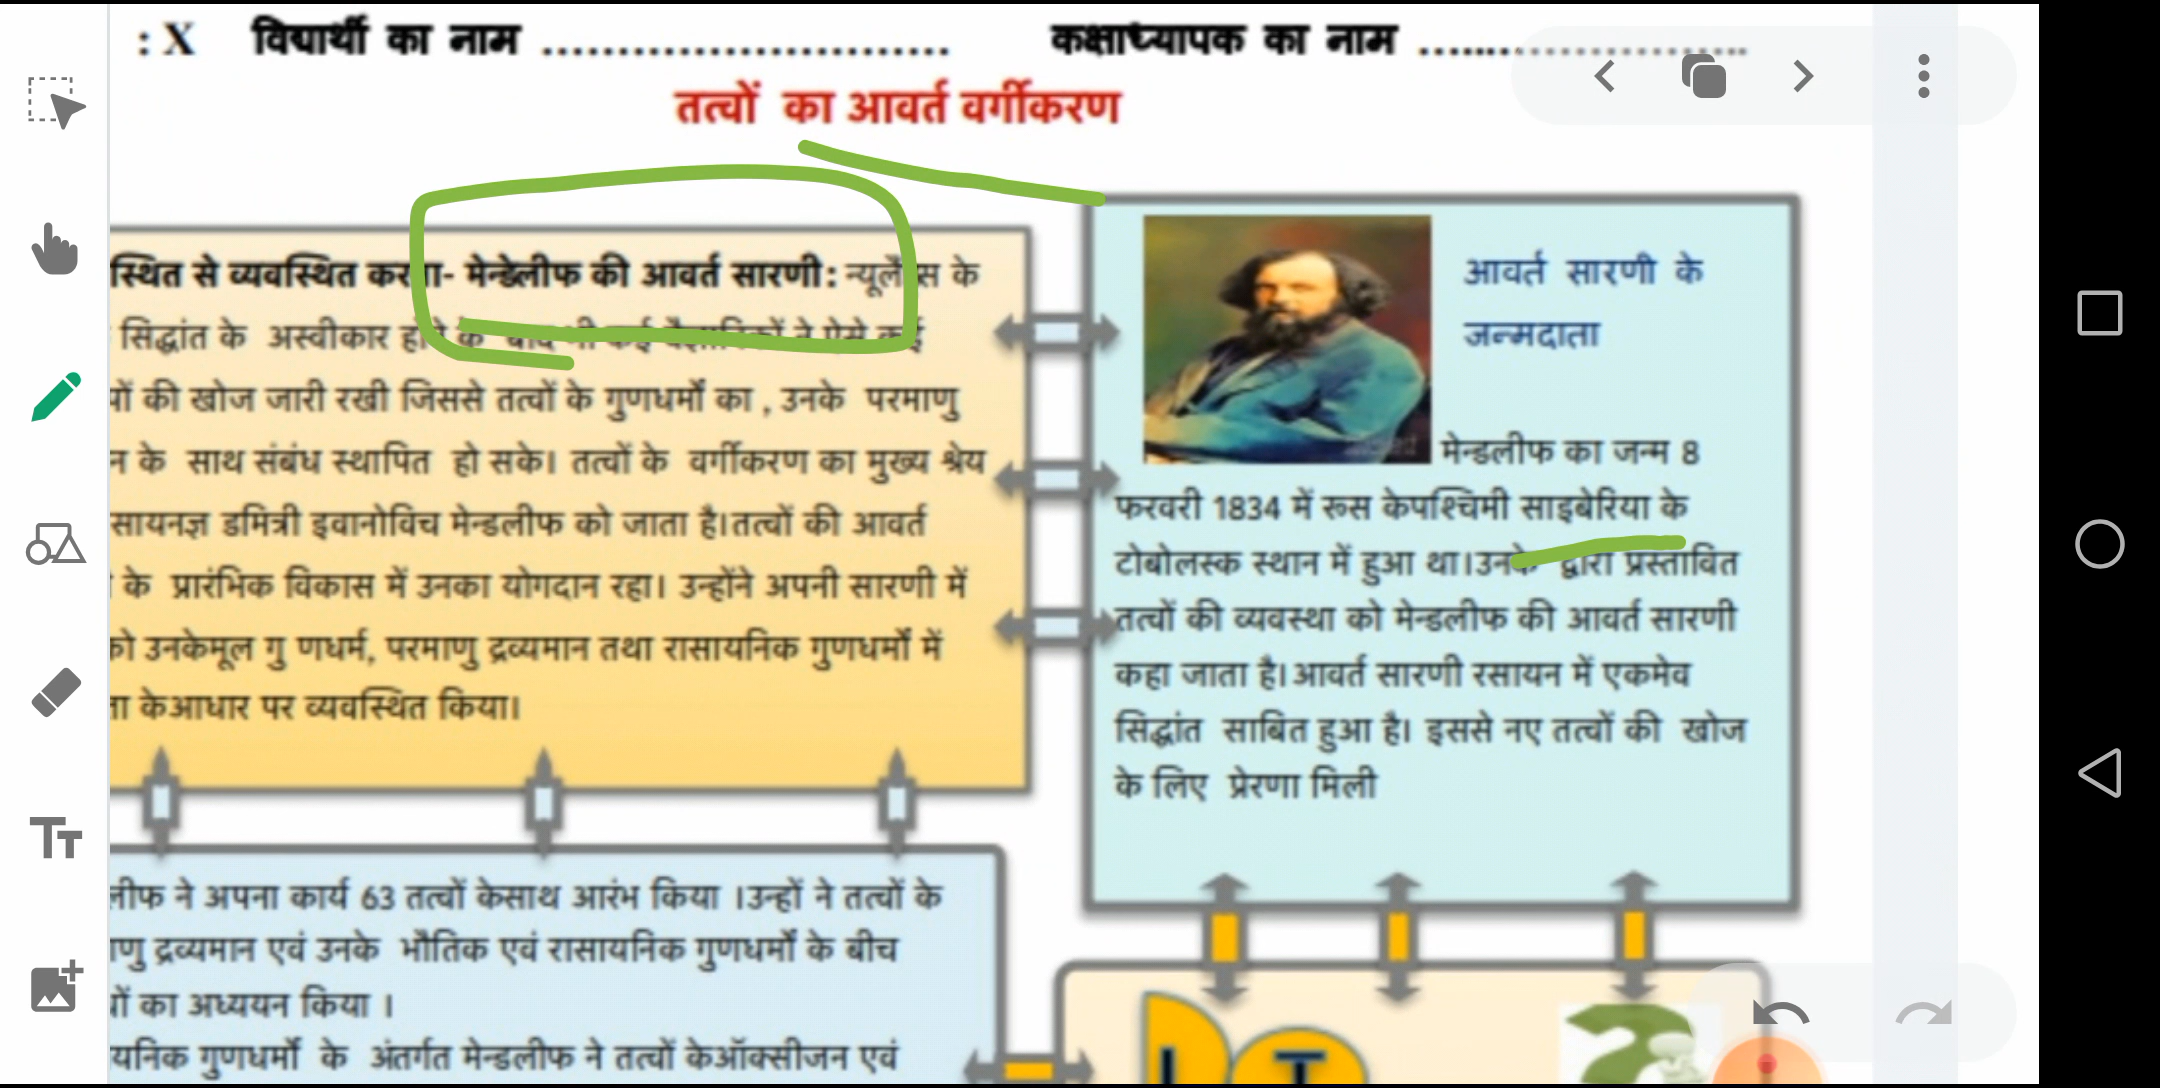 : X विद्यार्थी का नाम ........................... कक्षाध्यापक का नाम ...........................
तत्वों का आवर्त वर्गीकरण
स्थित से व्यवस्थित करना- मेन्डेलीफ की आवर्त सारणी: न्यूलैंस के
सिद्धांत के अस्वीकार होने के बाद भी कई वैज्ञानिकों ने ऐसे कई
की खोज जारी रखी जिससे तत्वों के गुणधर्मों का , उनके परमाणु
न के साथ संबंध स्थापित हो सके। तत्वों के वर्गीकरण का मुख्य श्रेय
सायनज्ञ डमित्री इवानोविच मेन्डलीफ को जाता है।तत्वों की आवर्त
के प्रारंभिक विकास में उनका योगदान रहा। उन्होंने अपनी सारणी में
को उनकेमूल गु णधर्म, परमाणु द्रव्यमान तथा रासायनिक गुणधर्मों में
ता केआधार पर व्यवस्थित किया।
आवर्त सारणी के
जन्मदाता
मेन्डलीफ का जन्म 8
फरवरी 1834 में रूस केपश्चिमी साइबेरिया के
टोबोलस्क स्थान में हुआ था।उनके द्वारा प्रस्तावित
तत्वों की व्यवस्था को मेन्डलीफ की आवर्त सारणी
कहा जाता है। आवर्त सारणी रसायन में एकमेव
सिद्धांत साबित हुआ है। इससे नए तत्वों की खोज
के लिए प्रेरणा मिली
लीफ ने अपना कार्य 63 तत्वों केसाथ आरंभ किया ।उन्हों ने तत्वों के
णु द्रव्यमान एवं उनके भौतिक एवं रासायनिक गुणधर्मों के बीच
का अध्ययन किया ।
यनिक गुणधर्मो के अंतर्गत मेन्डलीफ ने तत्वों केऑक्सीजन एवं
T